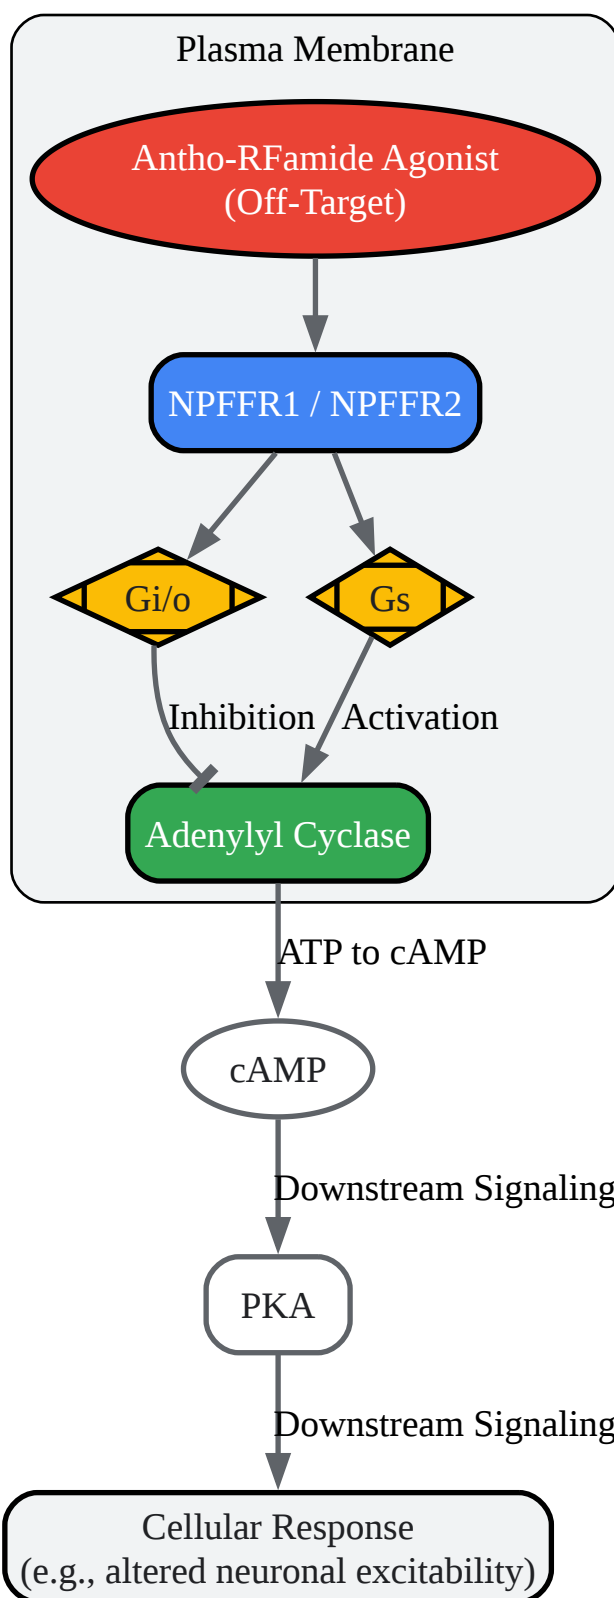 Plasma Membrane
Antho-RFamide Agonist
(Off-Target)
NPFFR1 / NPFFR2
Gi/o
Gs
Inhibition
Activation
Adenylyl Cyclase
ATP to cAMP
cAMP
Downstream Signaling
PKA
Downstream Signaling
Cellular Response
(e.g., altered neuronal excitability)